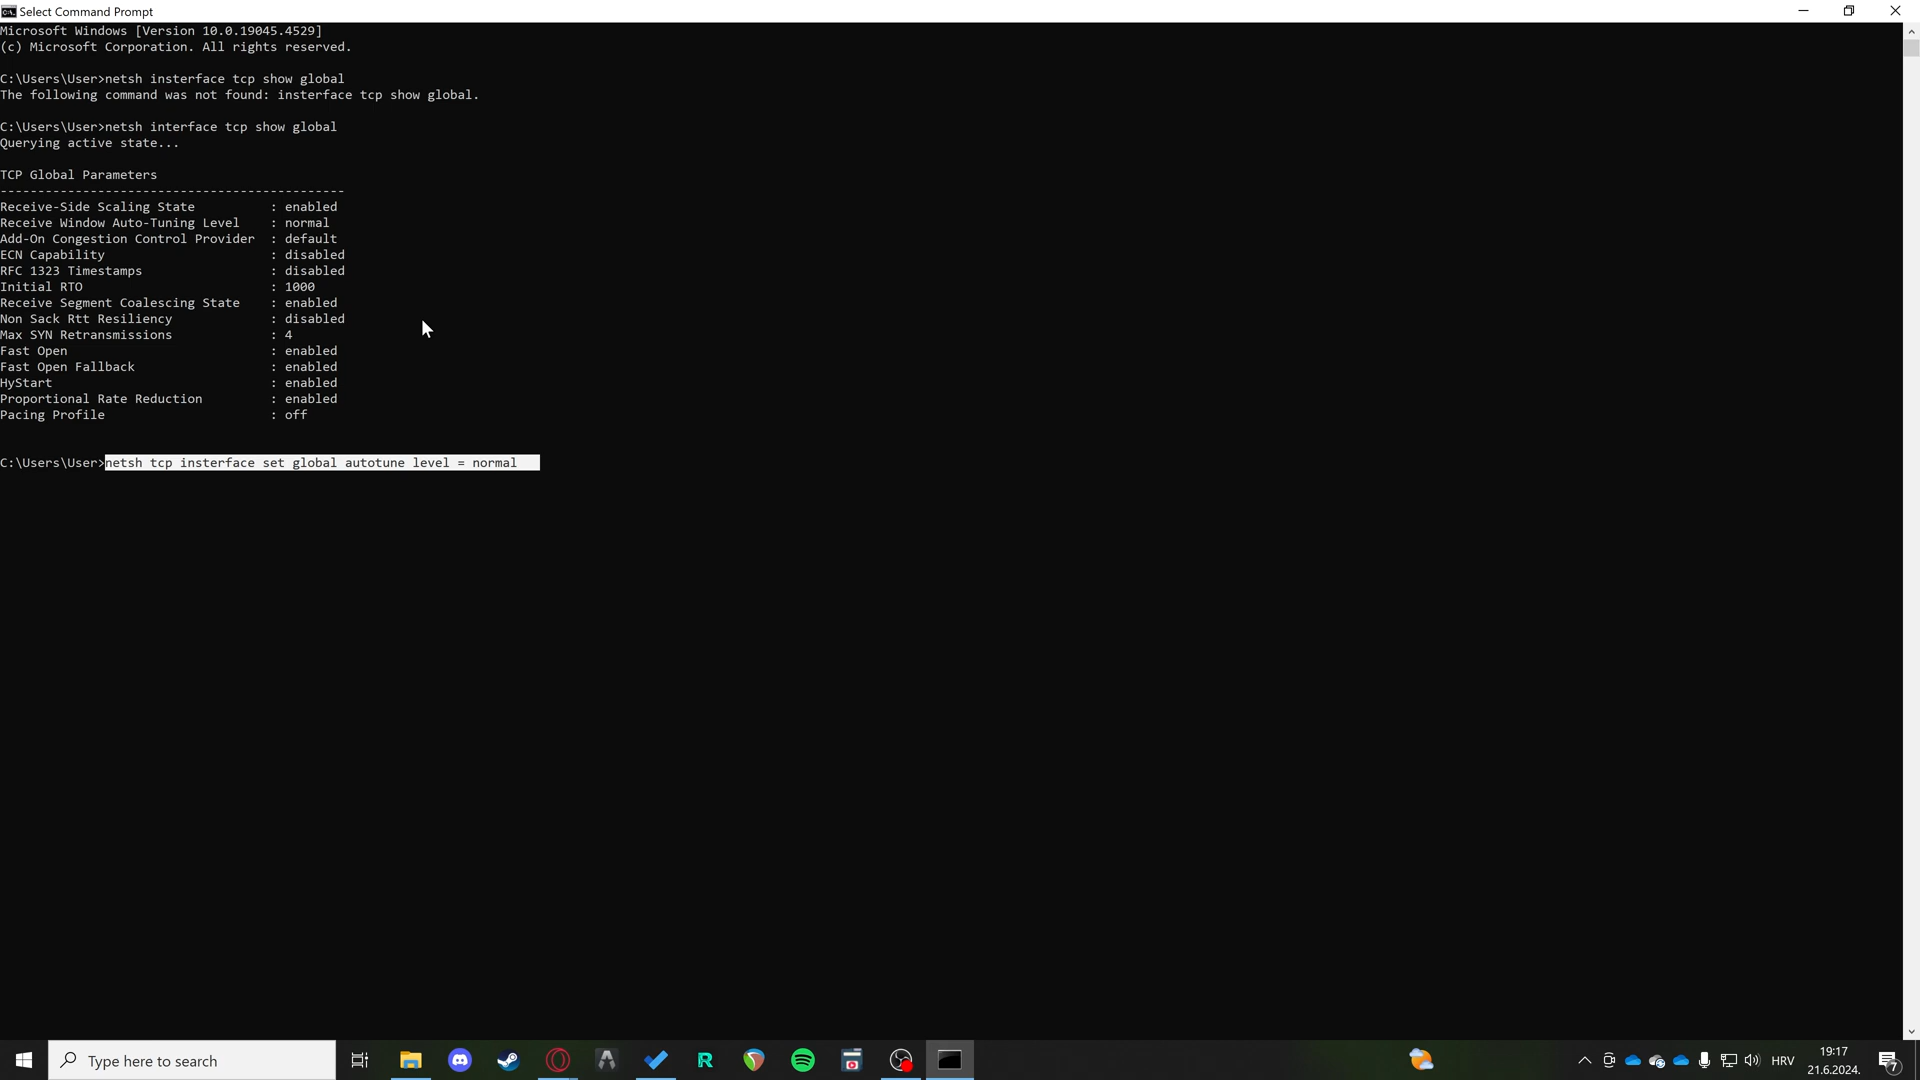 Select Command Prompt
Microsoft Windows [Version 10.0.19045.4529]
(c) Microsoft Corporation. All rights reserved.
C:\Users\User>netsh insterface tcp show global
The following command was not found: insterface tcp show global.
C:\Users\User>netsh interface tcp show global
Querying active state...
TCP Global Parameters
----------------------------------------------
Receive-Side Scaling State          : enabled
Receive Window Auto-Tuning Level    : normal
Add-On Congestion Control Provider  : default
ECN Capability                      : disabled
RFC 1323 Timestamps                 : disabled
Initial RTO                         : 1000
Receive Segment Coalescing State    : enabled
Non Sack Rtt Resiliency             : disabled
Max SYN Retransmissions             : 4
Fast Open                           : enabled
Fast Open Fallback                  : enabled
HyStart                             : enabled
Proportional Rate Reduction         : enabled
Pacing Profile                      : off
C:\Users\User>netsh tcp insterface set global autotune level = normal
Type here to search
HRV
19:17
21.6.2024.
7